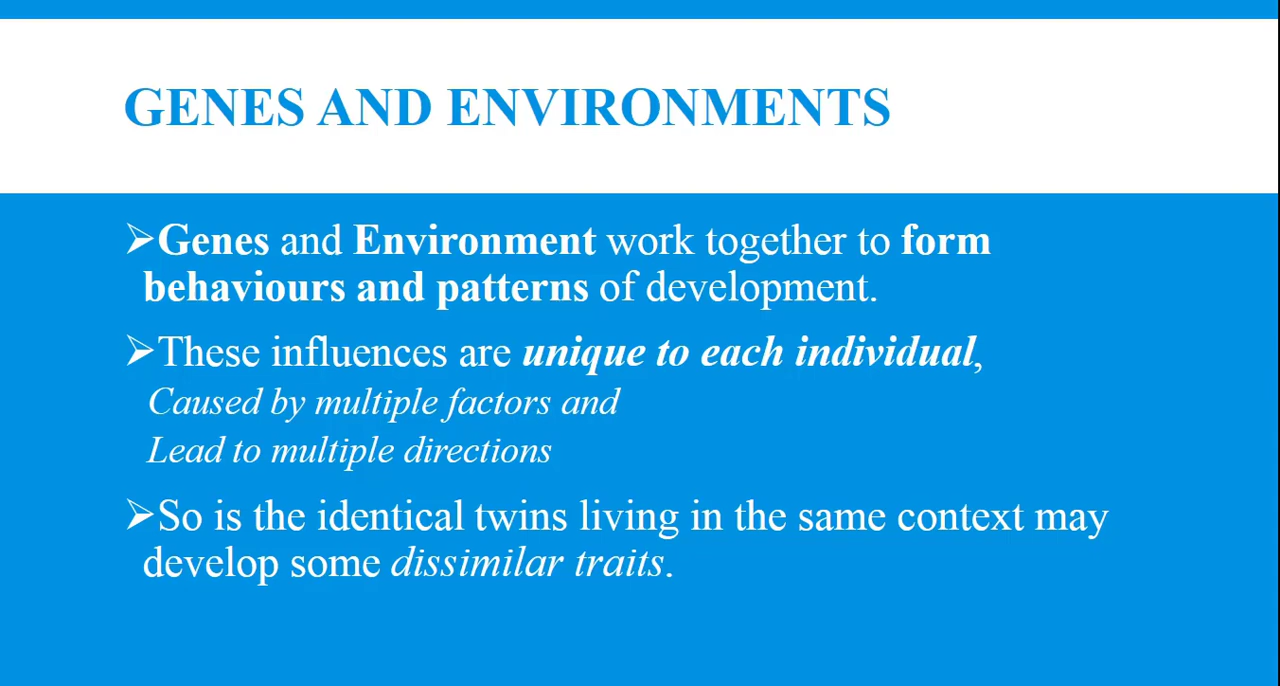 GENES AND ENVIRONMENTS
➢Genes and Environment work together to form
behaviours and patterns of development.
➢These influences are unique to each individual,
Caused by multiple factors and
Lead to multiple directions
➢So is the identical twins living in the same context may
develop some dissimilar traits.